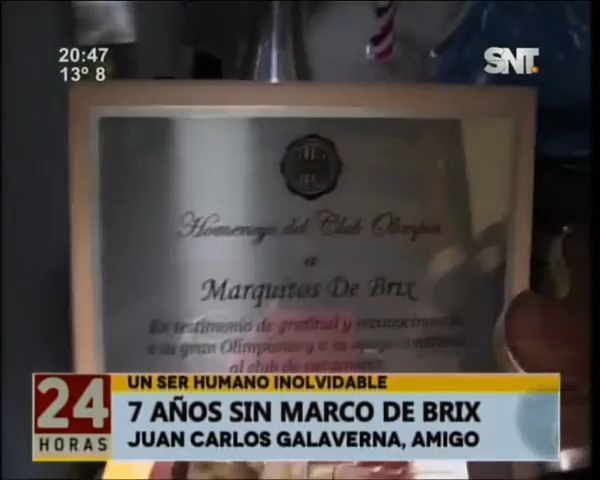 20:47
13º 8
SNT
Homenaje del Club Olimpia
a
Marquitos De Brix
En testimonio de gratitud y reconocimiento
a su gran Olimpismo y a su apoyo
al club de
24
HORAS
UN SER HUMANO INOLVIDABLE
7 AÑOS SIN MARCO DE BRIX
JUAN CARLOS GALAVERNA, AMIGO